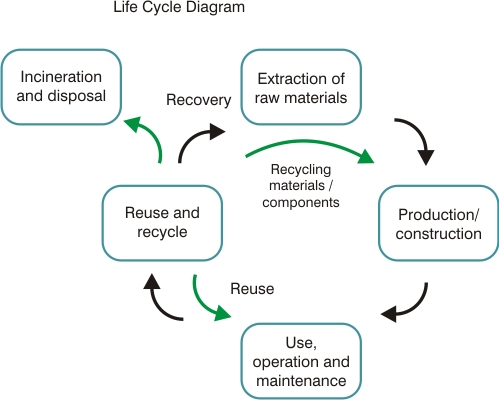 Life Cycle Diagram
Incineration
and disposal
Extraction of
raw materials
Recovery
Recycling
materials /
components
Reuse and
recycle
Production/
construction
Reuse
Use,
operation and
maintenance